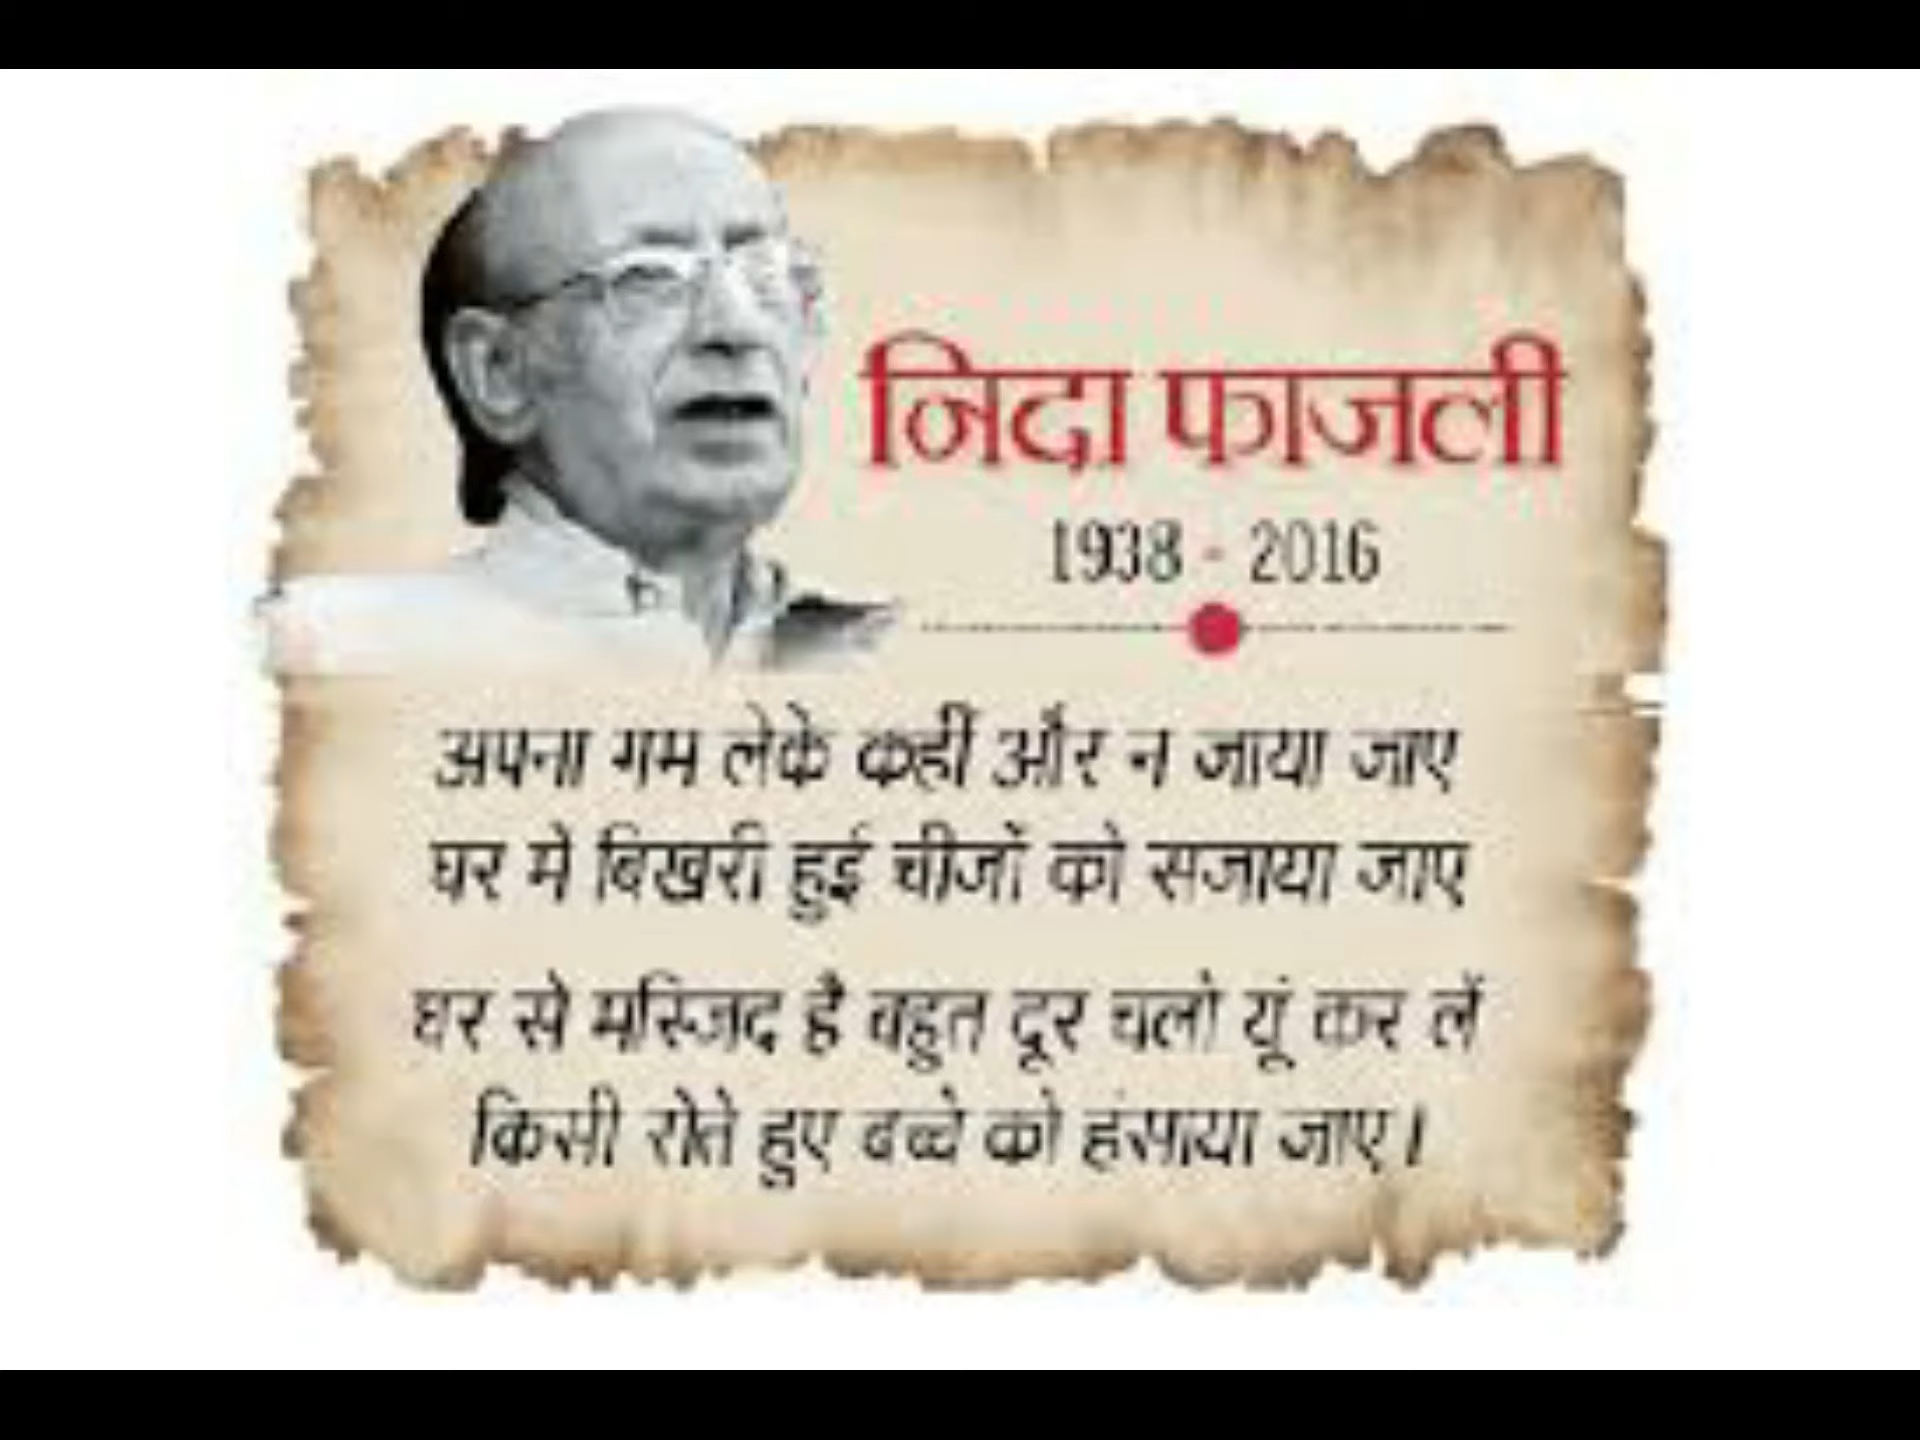 निदा फाजली
1938 - 2016
अपना गम लेके कहीं और न जाया जाए
घर में बिखरी हुई चीजों को सजाया जाए
घर से मस्जिद है बहुत दूर चलो यूं कर लें
किसी रोते हुए बच्चे को हंसाया जाए।